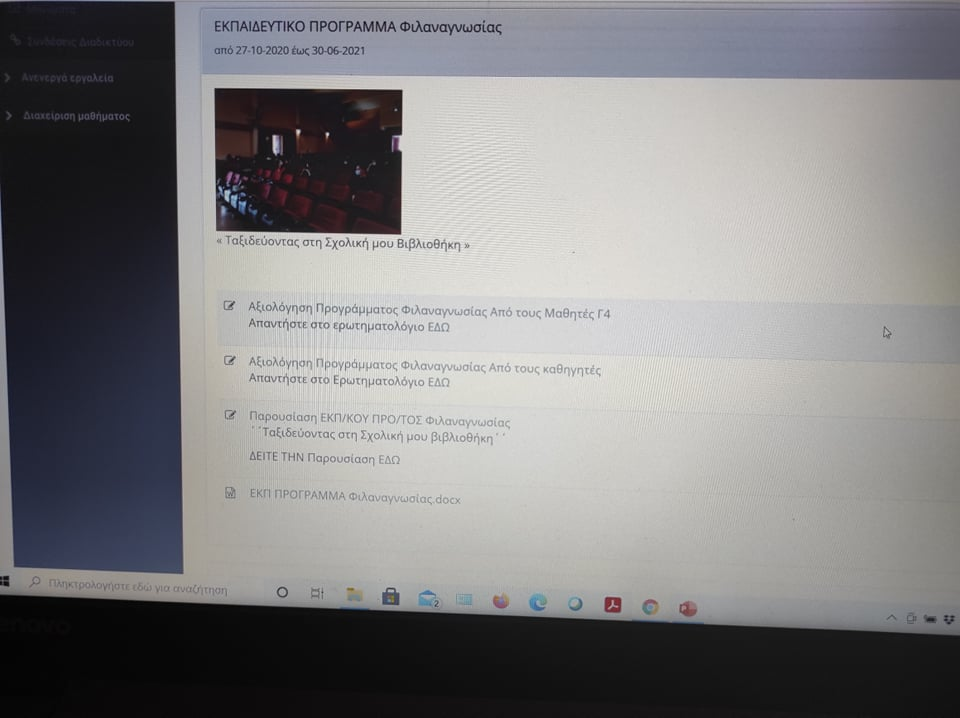 Συνδέσεις Διαδικτύου
Ανενεργά εργαλεία
Διαχείριση μαθήματος
ΕΚΠΑΙΔΕΥΤΙΚΟ ΠΡΟΓΡΑΜΜΑ Φιλαναγνωσίας
από 27-10-2020 έως 30-06-2021
« Ταξιδεύοντας στη Σχολική μου Βιβλιοθήκη »
Αξιολόγηση Προγράμματος Φιλαναγνωσίας Από τους Μαθητές Γ4
Απαντήστε στο ερωτηματολόγιο ΕΔΩ
Αξιολόγηση Προγράμματος Φιλαναγνωσίας Από τους καθηγητές
Απαντήστε στο Ερωτηματολόγιο ΕΔΩ
Παρουσίαση ΕΚΠ/ΚΟΥ ΠΡΟ/ΤΟΣ Φιλαναγνωσίας
΄΄Ταξιδεύοντας στη Σχολική μου βιβλιοθήκη΄΄
ΔΕΙΤΕ ΤΗΝ Παρουσίαση ΕΔΩ
ΕΚΠ ΠΡΟΓΡΑΜΜΑ Φιλαναγνωσίας.docx
Πληκτρολογήστε εδώ για αναζήτηση
2
lenovo